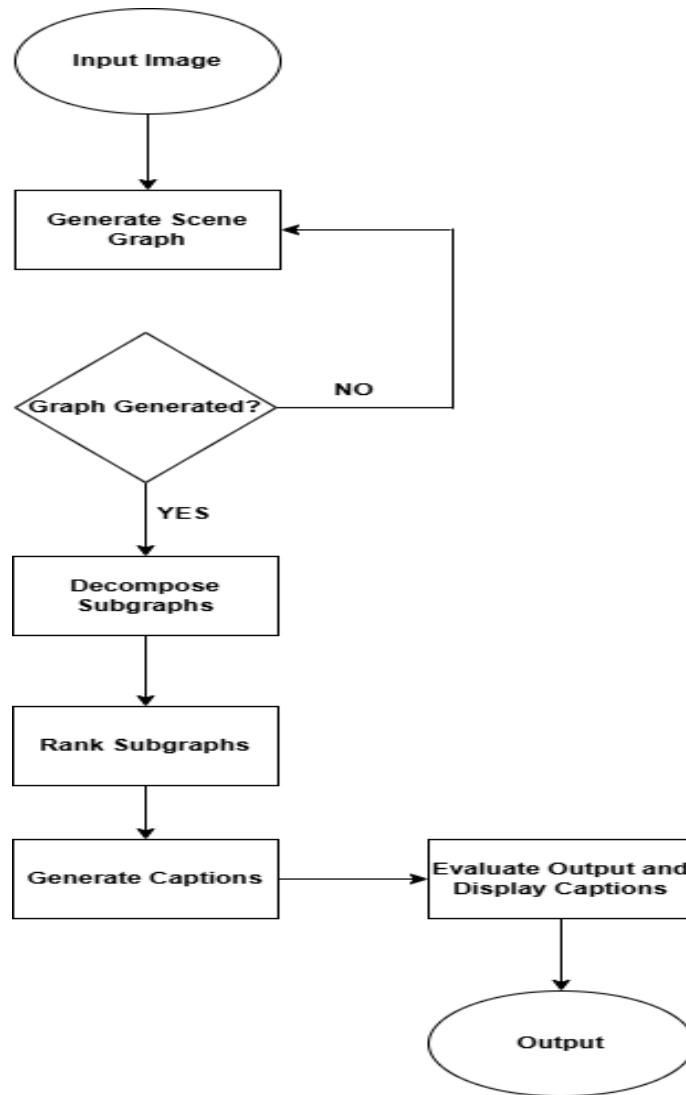 Input Image
Generate Scene
Graph
Graph Generated?
NO
YES
Decompose
Subgraphs
Rank Subgraphs
Generate Captions
Evaluate Output and
Display Captions
Output